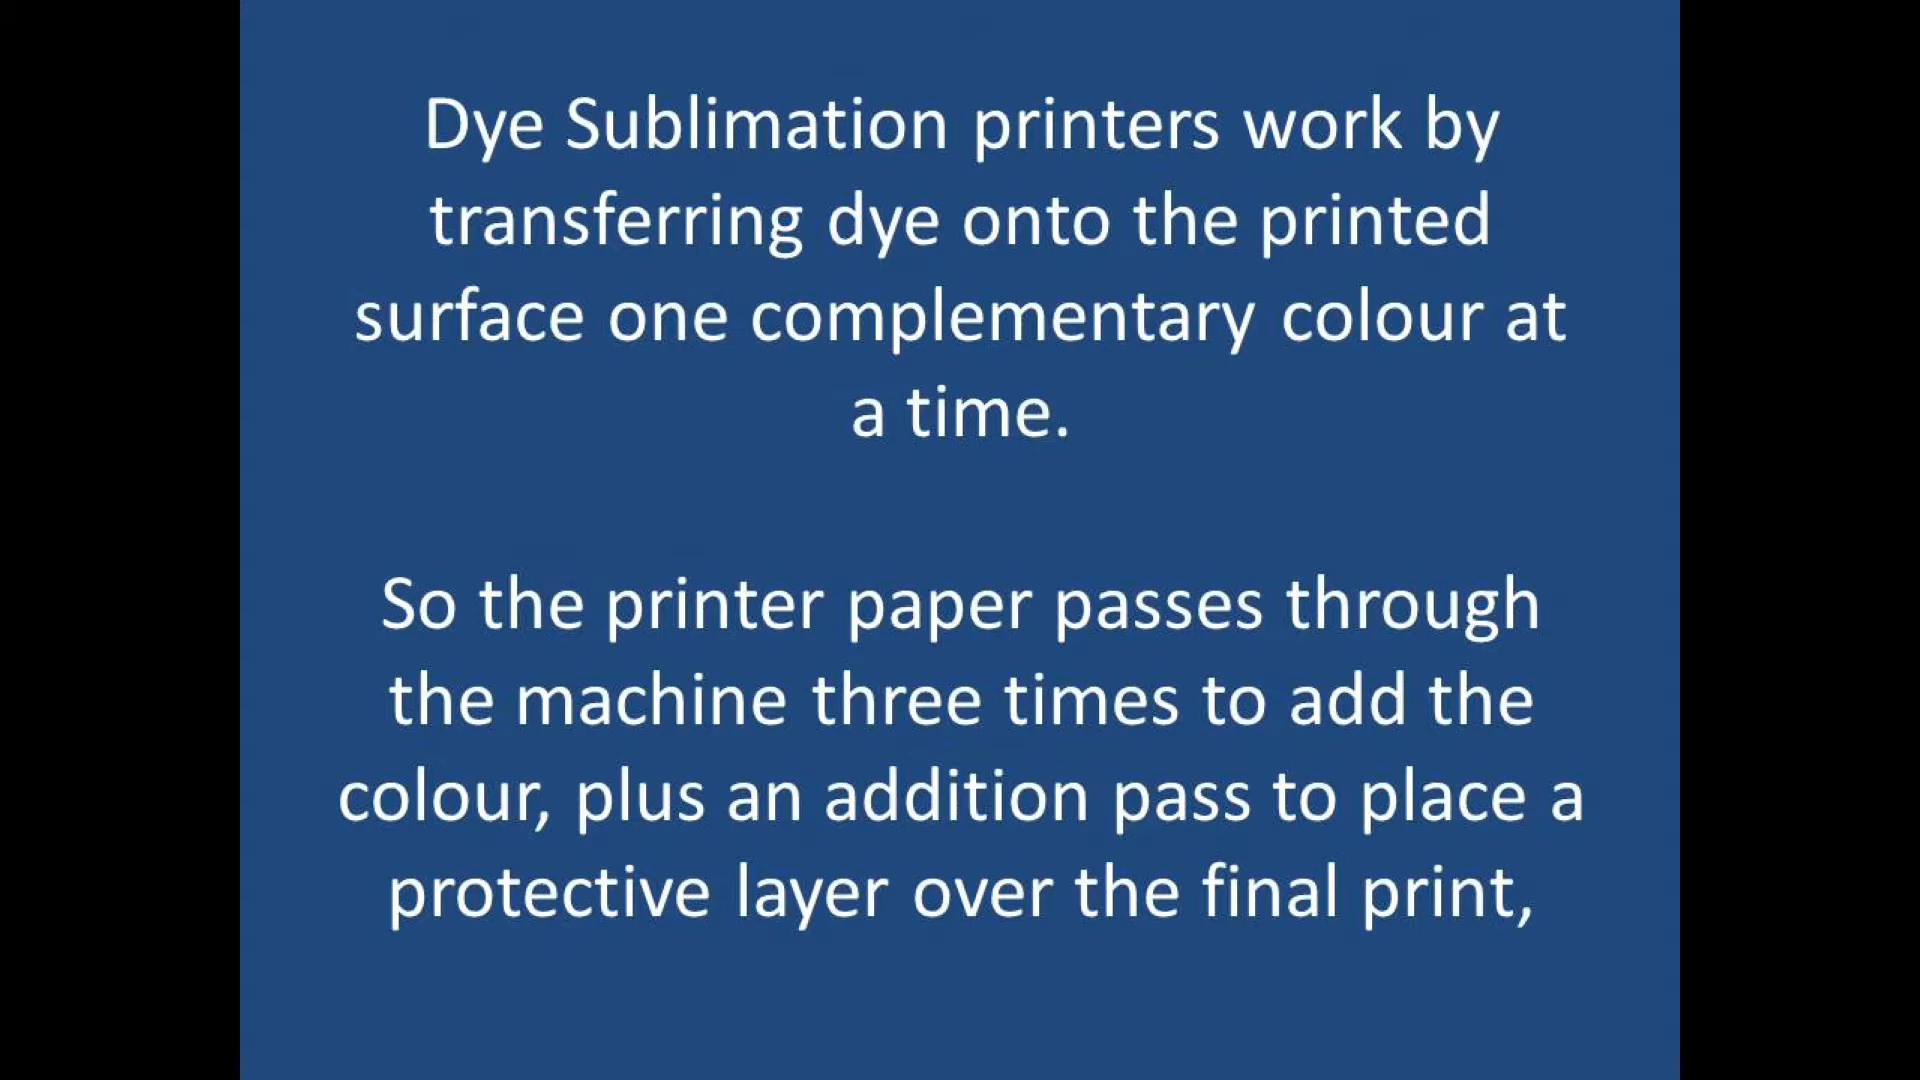 Dye Sublimation printers work by
transferring dye onto the printed
surface one complementary colour at
a time.
So the printer paper passes through
the machine three times to add the
colour, plus an addition pass to place a
protective layer over the final print,